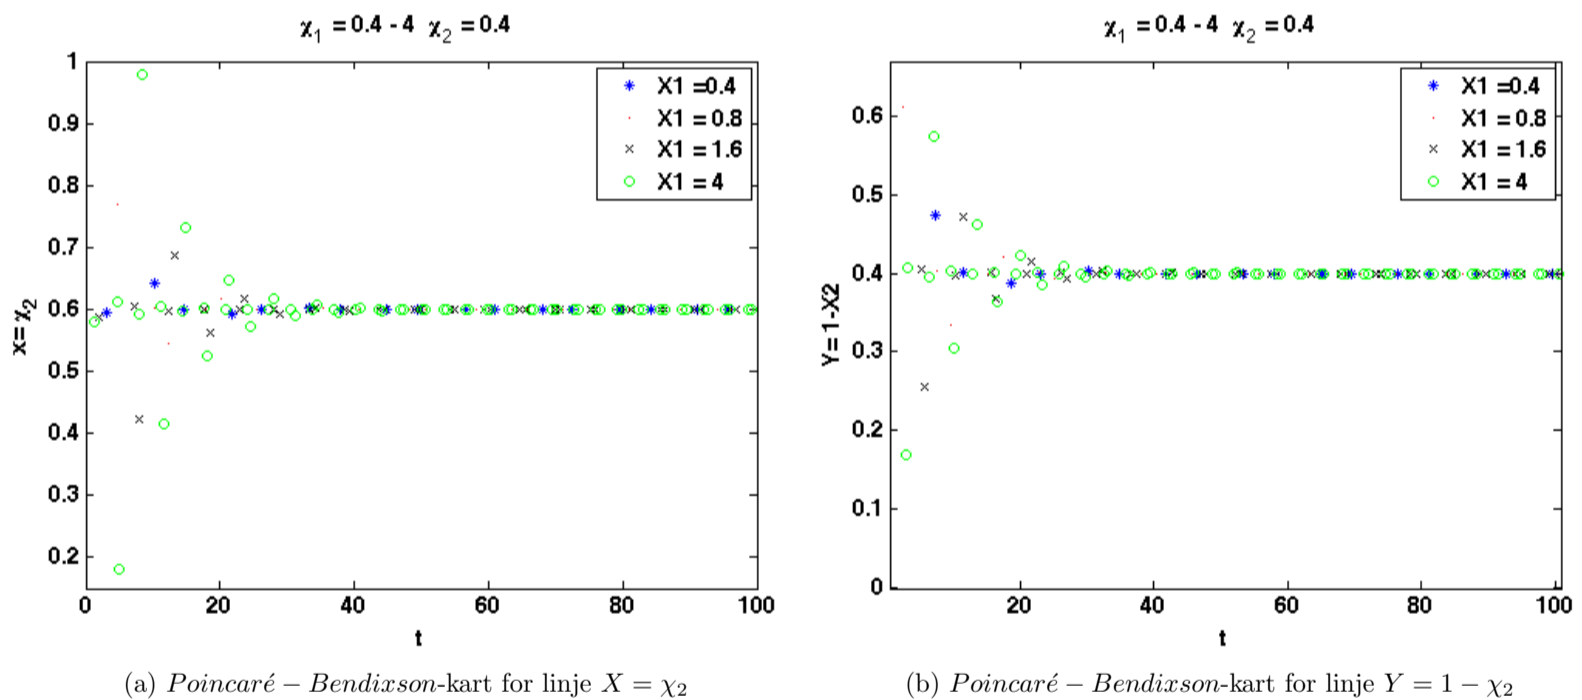 χ1 = 0.4 - 4 χ2 = 0.4
1
0.9
0.8
0.7
0.6
0.5
0.4
0.3
0.2
x=χ2
0 20 40 60 80 100
t
X1 =0.4
X1 = 0.8
X1 = 1.6
X1 = 4
(a) Poincaré − Bendixson-kart for linje X = χ2
χ1 = 0.4 - 4 χ2 = 0.4
0.6
0.5
0.4
0.3
0.2
0.1
0
Y=1-X2
20 40 60 80 100
t
X1 =0.4
X1 = 0.8
X1 = 1.6
X1 = 4
(b) Poincaré − Bendixson-kart for linje Y = 1 − χ2